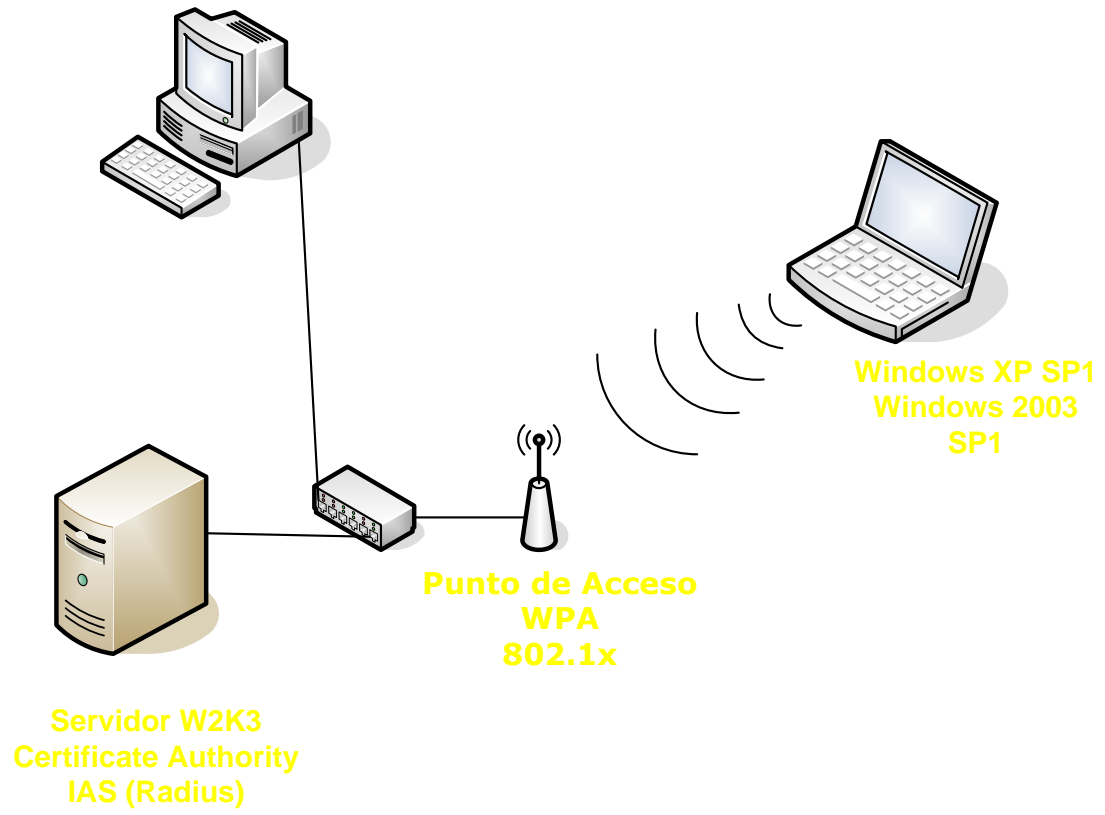 Windows XP SP1
Windows 2003
SP1
Punto de Acceso
WPA
802.1x
Servidor W2K3
Certificate Authority
IAS (Radius)